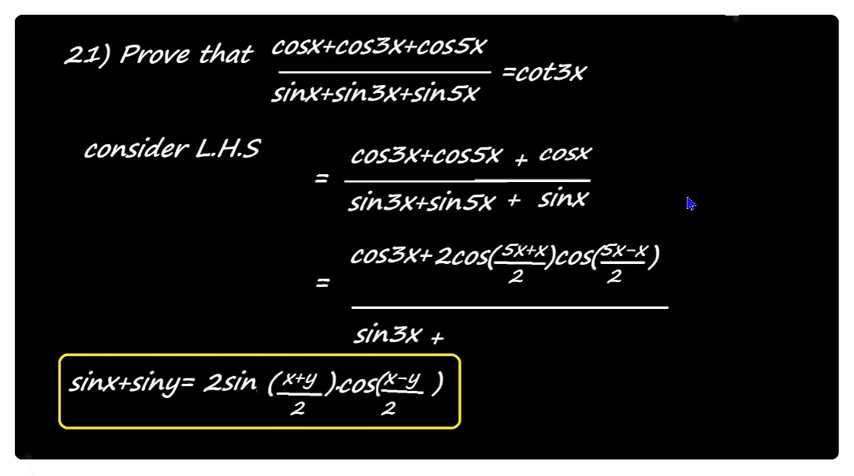 21) Prove that cosx+cos3x+cos5x
sinx+sin3x+sin5x
=cot3x
consider L.H.S
= cos3x+cos5x + cosx
sin3x+sin5x + sinx
= cos3x+2cos(5x+x/2)cos(5x-x/2)
sin3x +
sinx+siny= 2sin (x+y/2).cos(x-y/2)